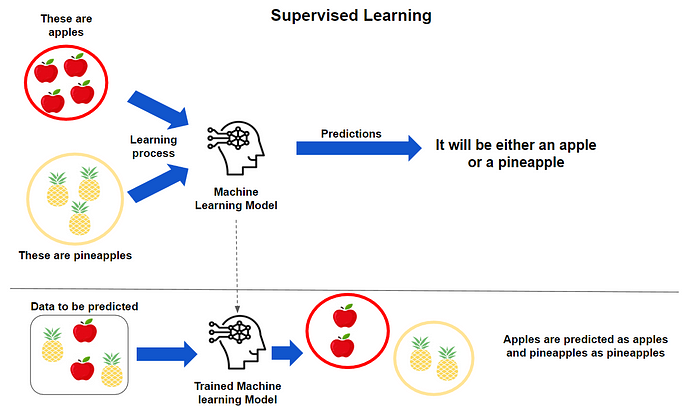 Supervised Learning
These are
apples
Learning
process
Machine
Learning Model
Predictions
It will be either an apple
or a pineapple
These are pineapples
Data to be predicted
Trained Machine
learning Model
Apples are predicted as apples
and pineapples as pineapples